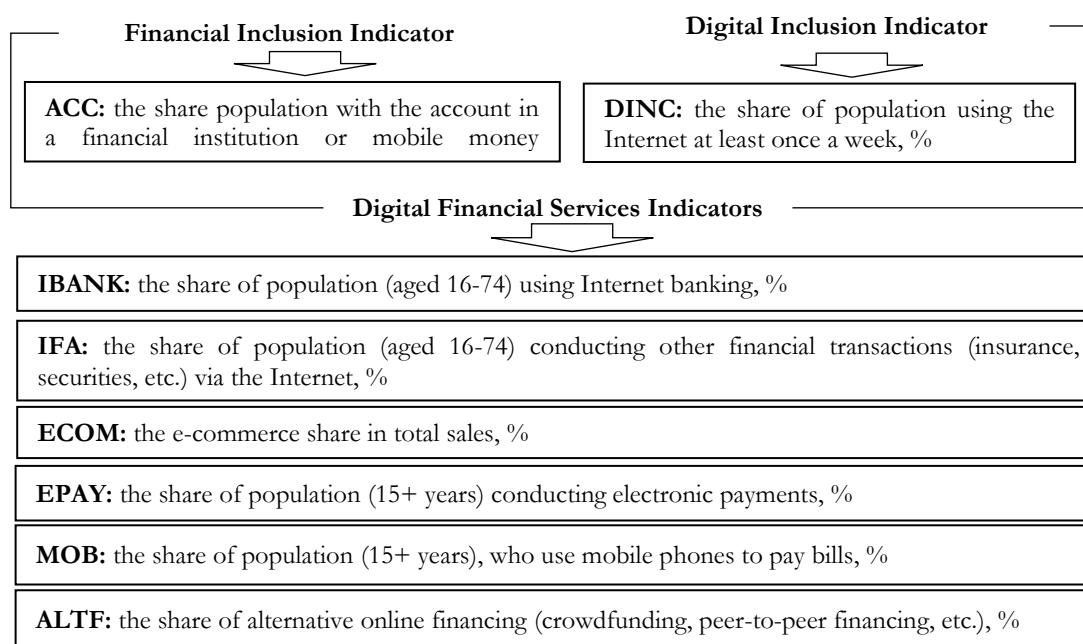 Financial Inclusion Indicator
Digital Inclusion Indicator
ACC: the share population with the account in
a financial institution or mobile money
DINC: the share of population using the
Internet at least once a week, %
Digital Financial Services Indicators
IBANK: the share of population (aged 16-74) using Internet banking, %
IFA: the share of population (aged 16-74) conducting other financial transactions (insurance,
securities, etc.) via the Internet, %
ECOM: the e-commerce share in total sales, %
EPAY: the share of population (15+ years) conducting electronic payments, %
MOB: the share of population (15+ years), who use mobile phones to pay bills, %
ALTF: the share of alternative online financing (crowdfunding, peer-to-peer financing, etc.), %